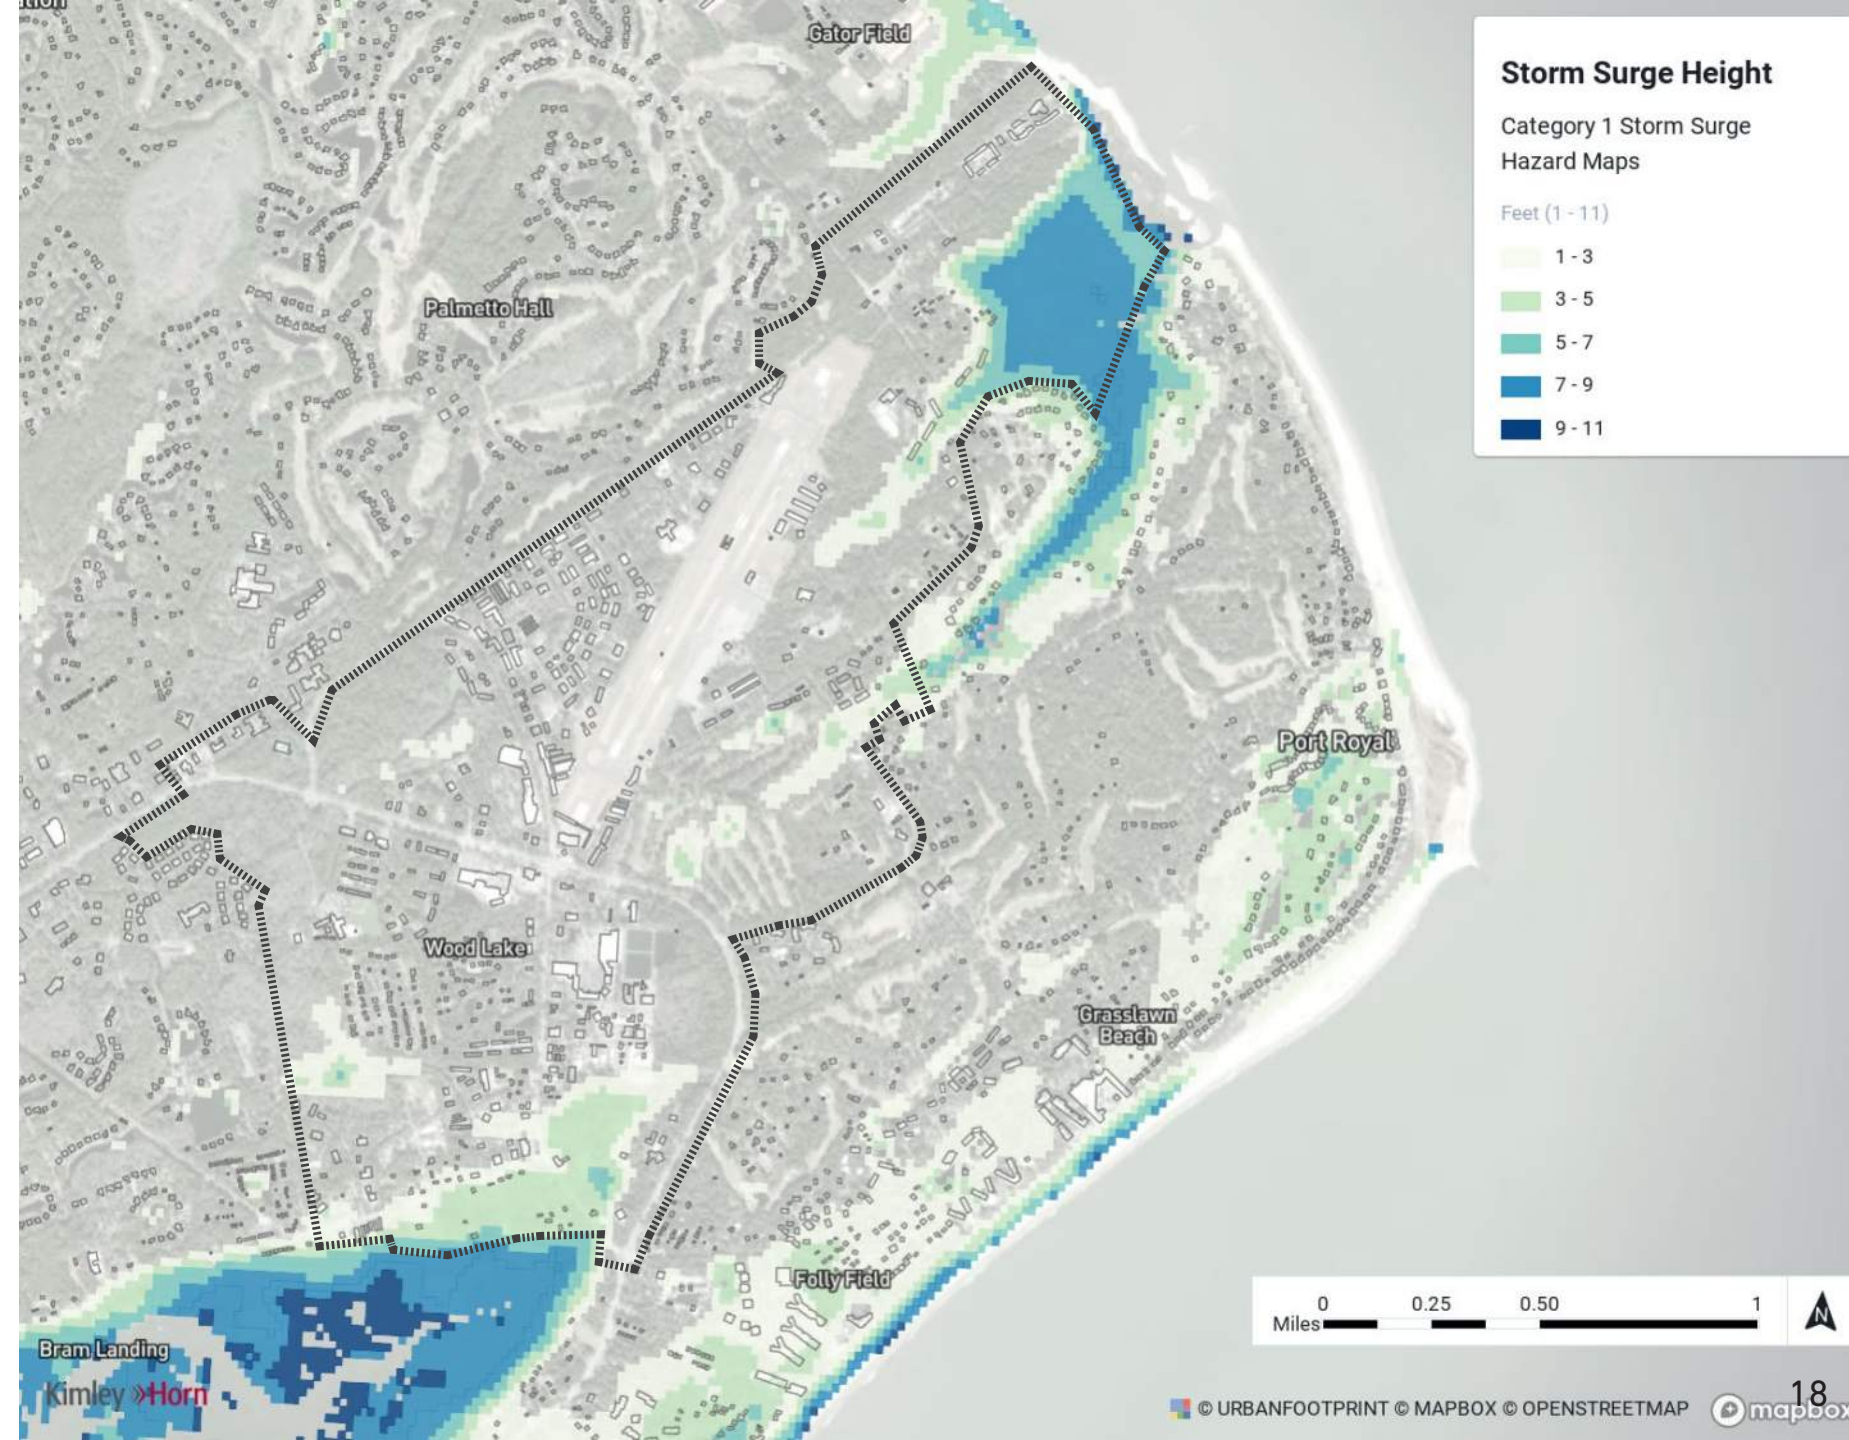 Gator Field
Storm Surge Height
Category 1 Storm Surge
Hazard Maps
Feet (1 - 11)
1 - 3
3 - 5
5 - 7
7 - 9
9 - 11
Palmetto Hall
Port Royal
Wood Lake
Grasslawn
Beach
Folly Field
Bram Landing
Kimley»Horn
0 0.25 0.50 1
Miles
N
© URBANFOOTPRINT © MAPBOX © OPENSTREETMAP
mapbox
18